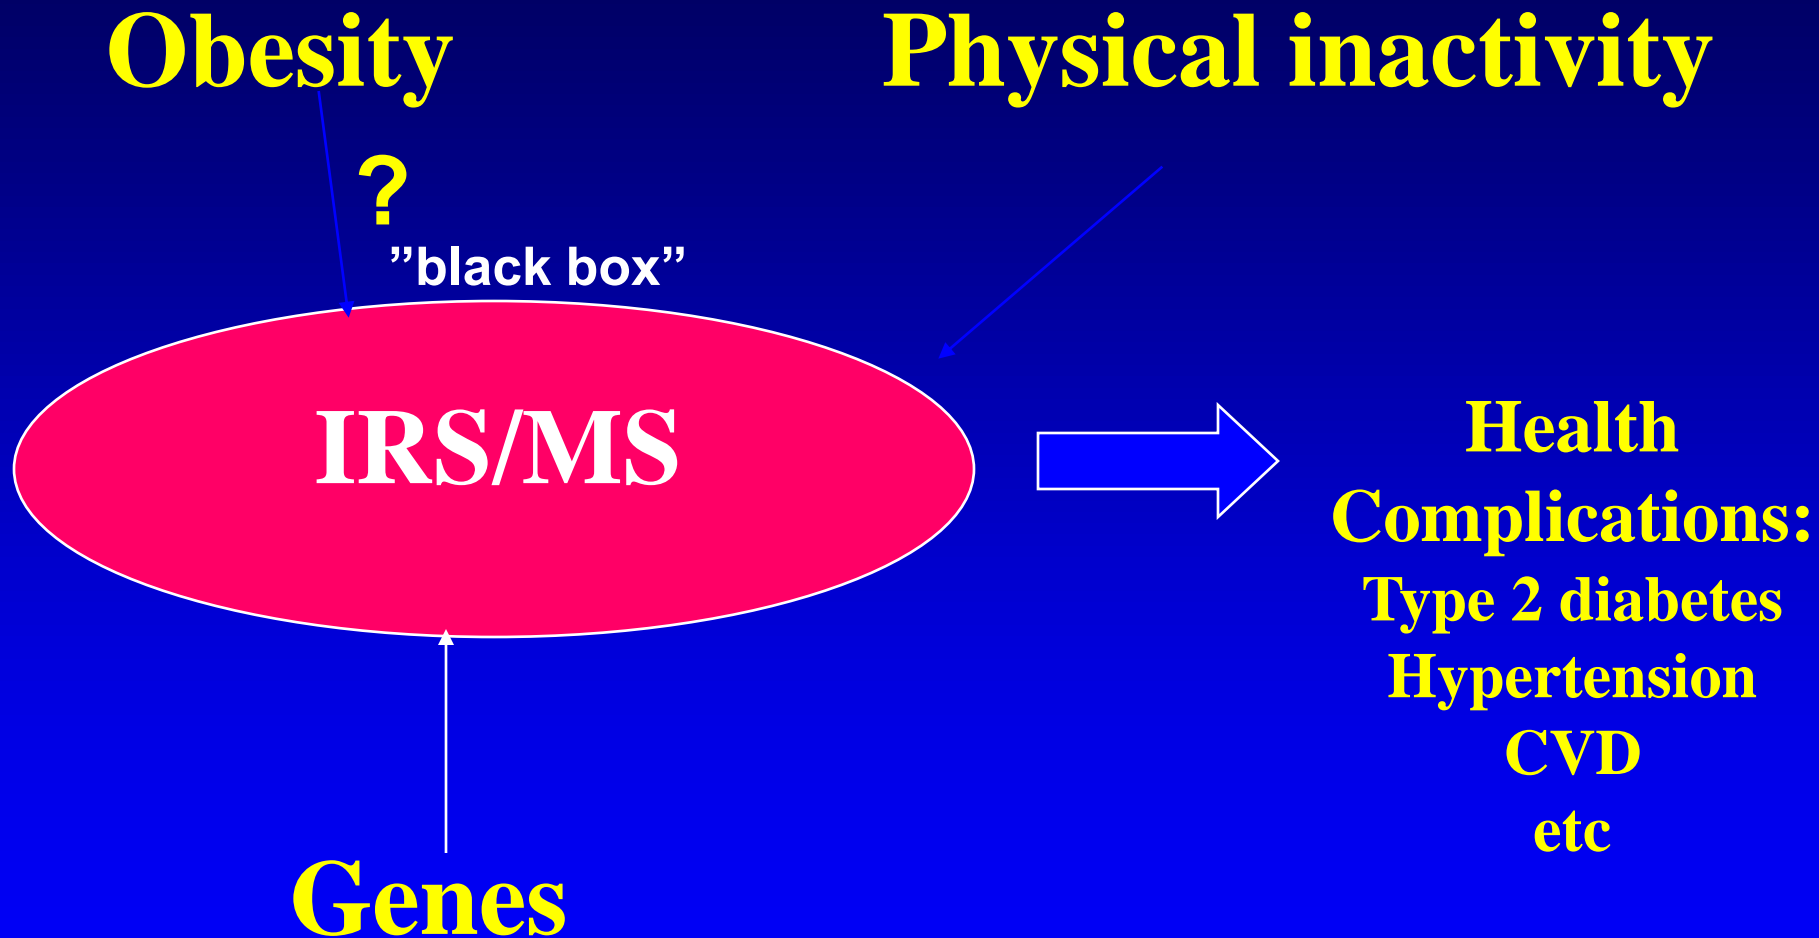 Obesity
Physical inactivity
?
”black box”
IRS/MS
Health
Complications:
Type 2 diabetes
Hypertension
CVD
etc
Genes